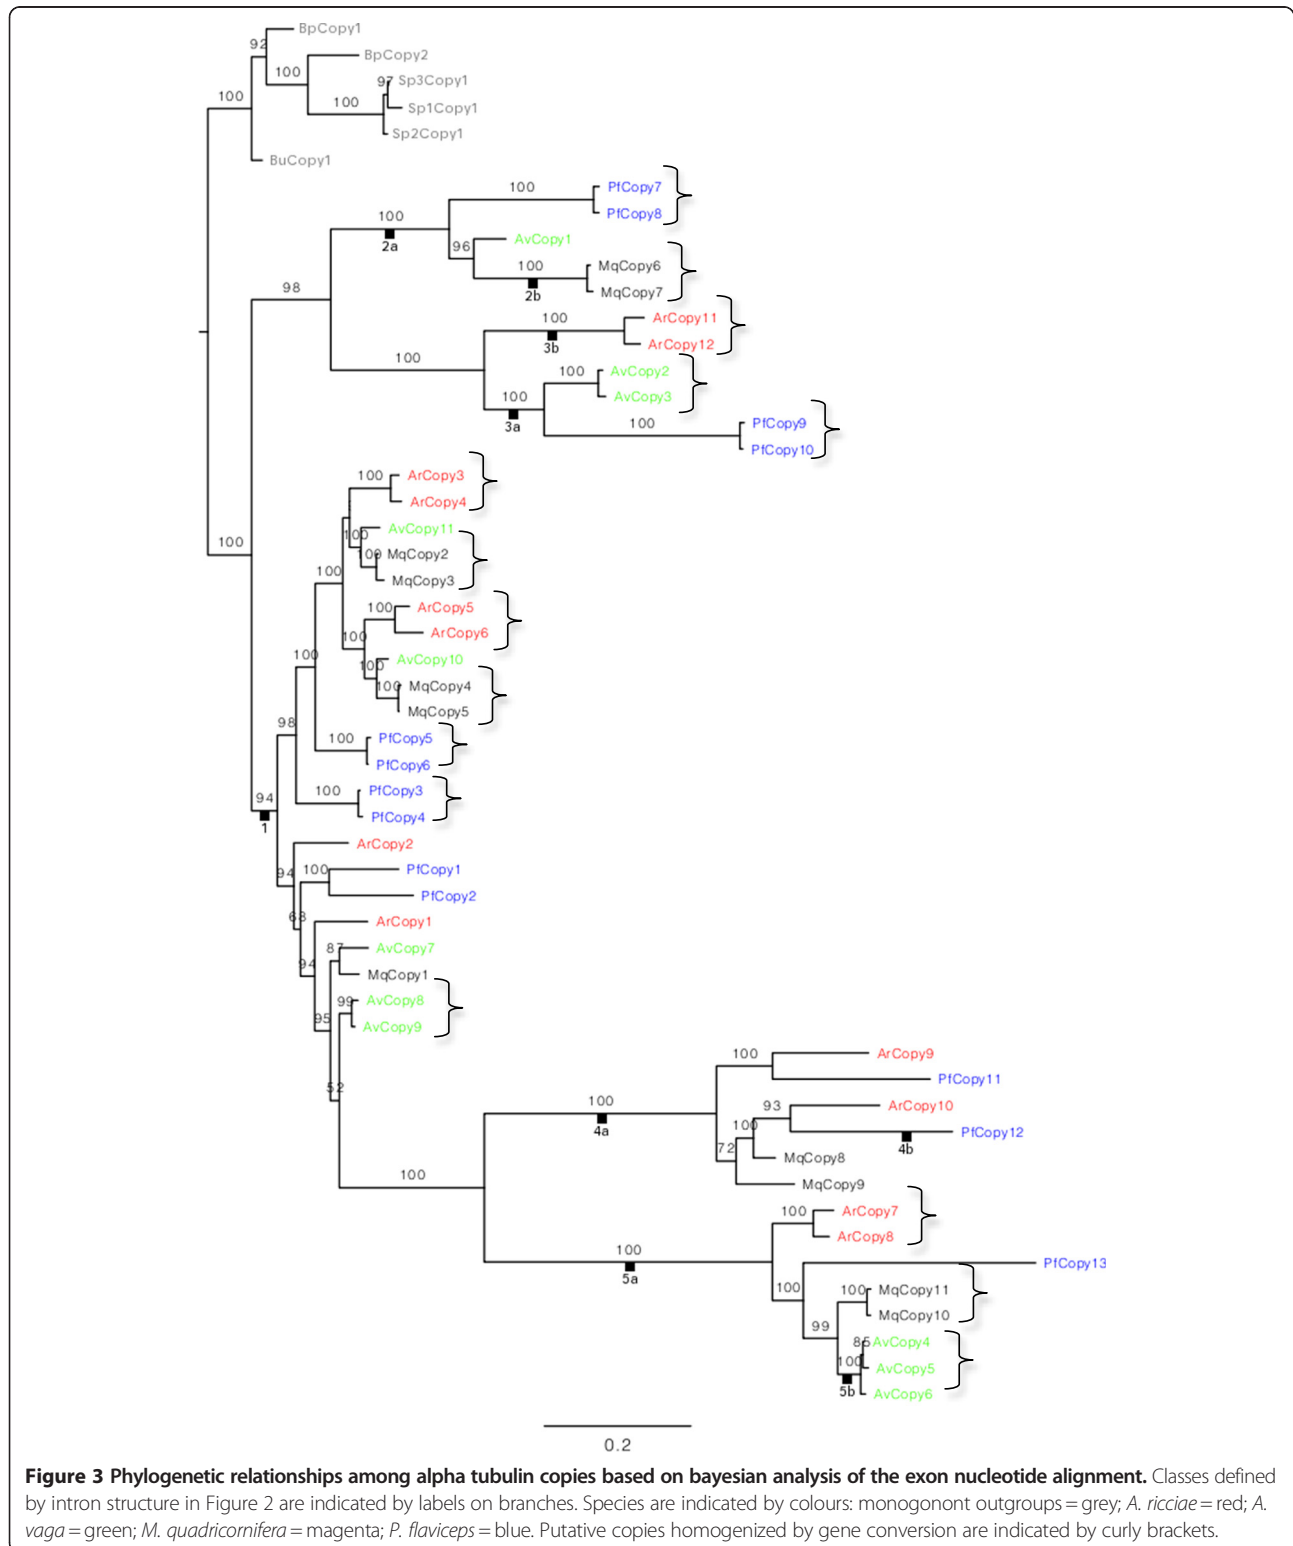 BpCopy1
92
BpCopy2
100
97
Sp3Copy1
100
100
Sp1Copy1
Sp2Copy1
BuCopy1
100
PfCopy7
PfCopy8
100
2a
96
AvCopy1
100
MqCopy6
2b
MqCopy7
98
100
ArCopy11
3b
ArCopy12
100
100
AvCopy2
100
AvCopy3
3a
100
PfCopy9
PfCopy10
100
ArCopy3
ArCopy4
100
AvCopy11
100
MqCopy2
MqCopy3
100
100
100
ArCopy5
100
ArCopy6
100
AvCopy10
100
100
MqCopy4
MqCopy5
98
100
PfCopy5
PfCopy6
100
PfCopy3
PfCopy4
94
1
ArCopy2
94
100
PfCopy1
PfCopy2
63
ArCopy1
94
87
AvCopy7
MqCopy1
99
AvCopy8
AvCopy9
95
52
100
ArCopy9
PfCopy11
100
4a
93
ArCopy10
100
PfCopy12
4b
72
MqCopy8
MqCopy9
100
100
ArCopy7
ArCopy8
100
5a
PfCopy13
100
100
MqCopy11
MqCopy10
99
85
AvCopy4
100
AvCopy5
5b
AvCopy6
0.2
Figure 3 Phylogenetic relationships among alpha tubulin copies based on bayesian analysis of the exon nucleotide alignment. Classes defined
by intron structure in Figure 2 are indicated by labels on branches. Species are indicated by colours: monogonont outgroups = grey; A. ricciae = red; A.
vaga = green; M. quadricornifera = magenta; P. flaviceps = blue. Putative copies homogenized by gene conversion are indicated by curly brackets.